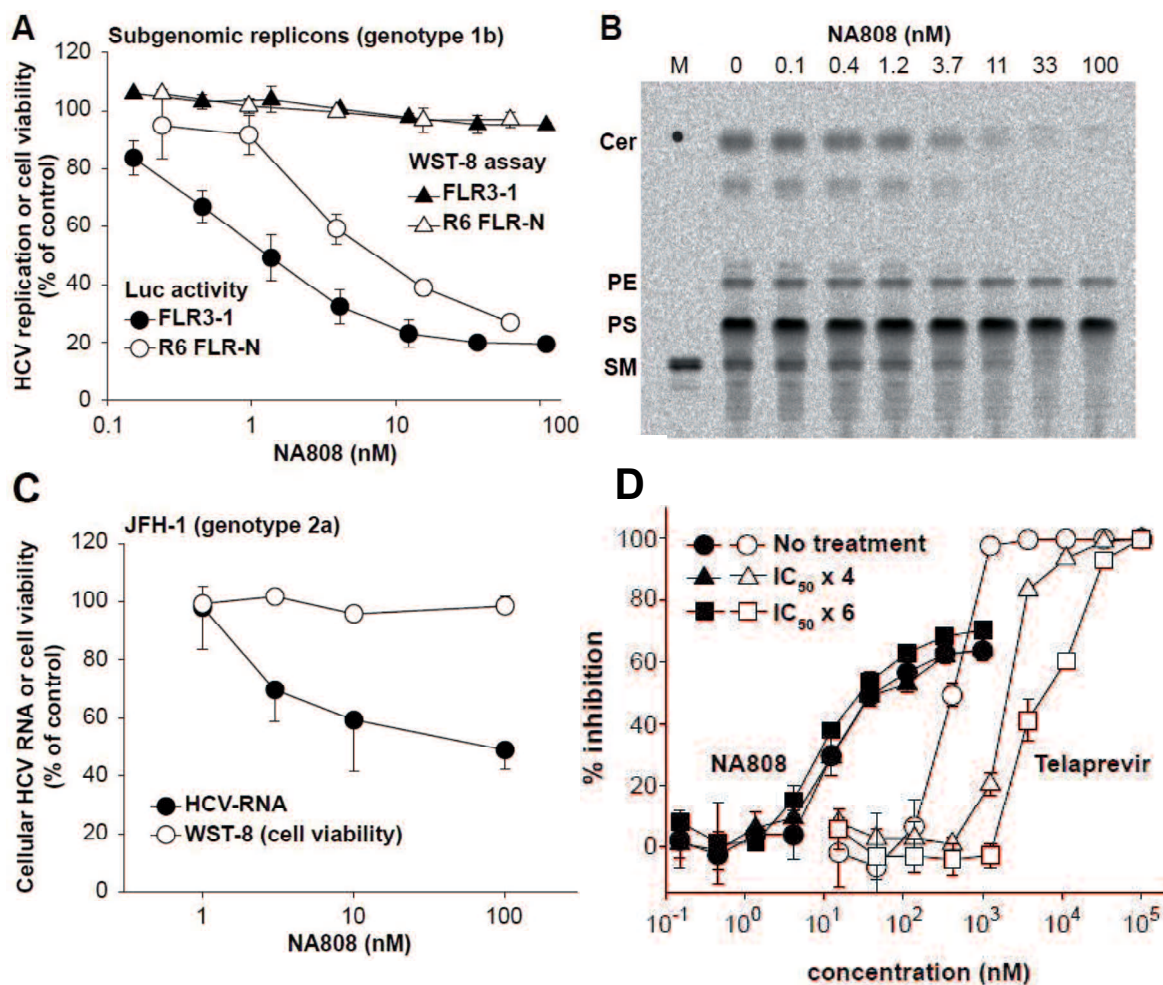 A
Subgenomic replicons (genotype 1b)
HCV replication or cell viability
(% of control)
120
100
80
60
40
20
0
WST-8 assay
FLR3-1
R6 FLR-N
Luc activity
FLR3-1
R6 FLR-N
0.1 1 10 100
NA808 (nM)
B
NA808 (nM)
M 0 0.1 0.4 1.2 3.7 11 33 100
Cer
PE
PS
SM
C
JFH-1 (genotype 2a)
Cellular HCV RNA or cell viability
(% of control)
120
100
80
60
40
20
0
HCV-RNA
WST-8 (cell viability)
1 10 100
NA808 (nM)
D
% inhibition
100
80
60
40
20
0
No treatment
IC50 x 4
IC50 x 6
NA808
Telaprevir
10-1 100 101 102 103 104 105
concentration (nM)